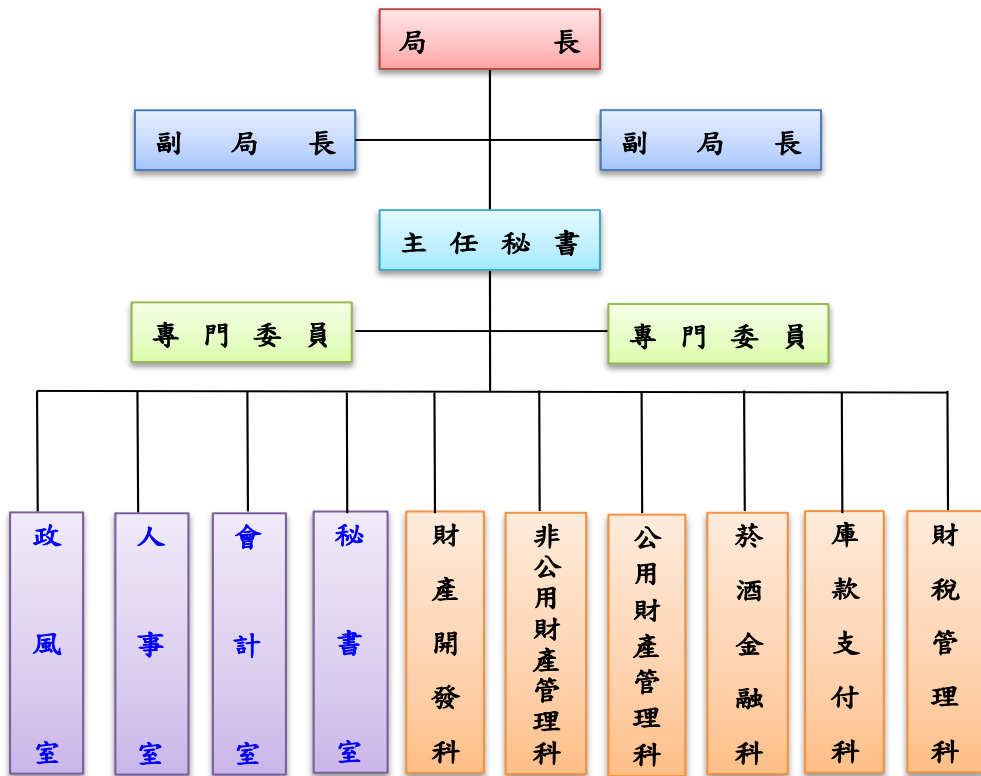 局長
副局長
副局長
主任秘書
專門委員
專門委員
政風室
人事室
會計室
秘書室
財產開發科
非公用財產管理科
公用財產管理科
菸酒金融科
庫款支付科
財稅管理科